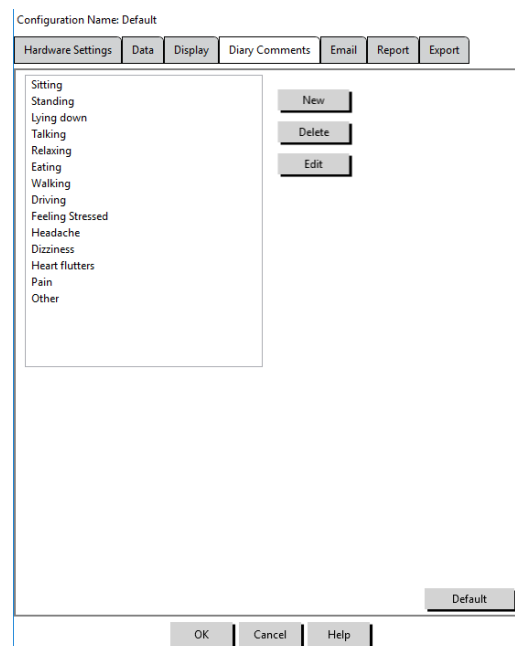 Configuration Name: Default
Hardware Settings Data Display Diary Comments Email Report Export
Sitting
Standing
Lying down
Talking
Relaxing
Eating
Walking
Driving
Feeling Stressed
Headache
Dizziness
Heart flutters
Pain
Other
New
Delete
Edit
Default
OK Cancel Help